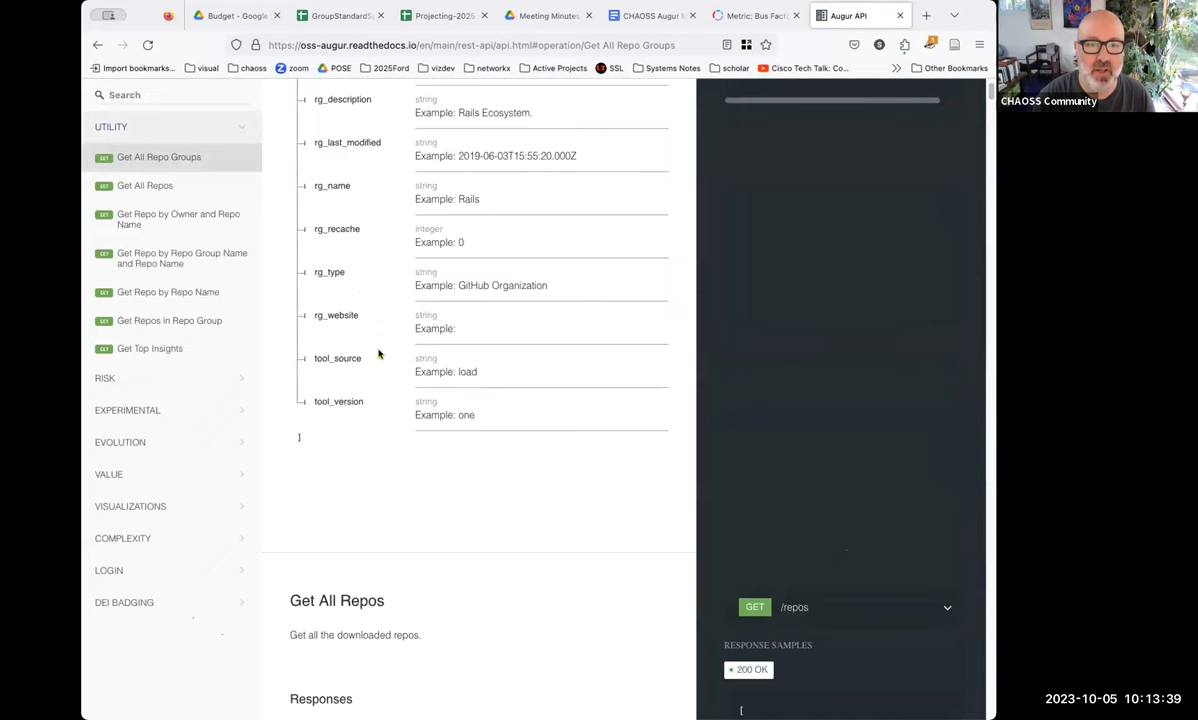 Budget - Google
GroupStandardS
Projecting-2025
Meeting Minutes
CHAOSS Augur
Metric: Bus Fact
Augur API
https://oss-augur.readthedocs.io/en/main/rest-api/api.html#operation/Get All Repo Groups
Import bookmarks...
visual
chaoss
zoom
POSE
2025Ford
vizdev
networkx
Active Projects
SSL
Systems Notes
scholar
Cisco Tech Talk: Co...
Other Bookmarks
CHAOSS Community
Search
UTILITY
GET Get All Repo Groups
GET Get All Repos
GET Get Repo by Owner and Repo
Name
GET Get Repo by Repo Group Name
and Repo Name
GET Get Repo by Repo Name
GET Get Repos in Repo Group
GET Get Top Insights
RISK
EXPERIMENTAL
EVOLUTION
VALUE
VISUALIZATIONS
COMPLEXITY
LOGIN
DEI BADGING
rg_description string
Example: Rails Ecosystem.
rg_last_modified string
Example: 2019-06-03T15:55:20.000Z
rg_name string
Example: Rails
rg_recache integer
Example: 0
rg_type string
Example: GitHub Organization
rg_website string
Example:
tool_source string
Example: load
tool_version string
Example: one
]
Get All Repos
Get all the downloaded repos.
Responses
GET /repos
RESPONSE SAMPLES
200 OK
[
2023-10-05 10:13:39